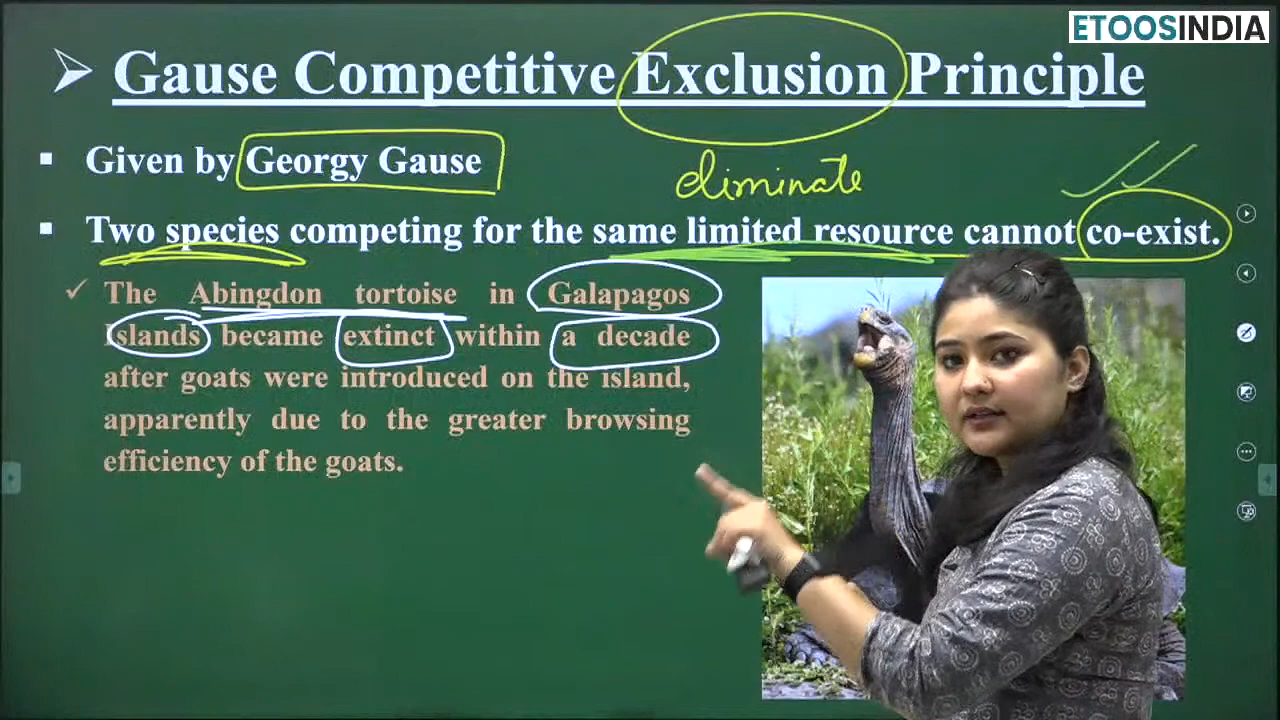 ETOOSINDIA
➢ Gause Competitive Exclusion Principle
▪ Given by Georgy Gause
eliminate
▪ Two species competing for the same limited resource cannot co-exist.
✓ The Abingdon tortoise in Galapagos
Islands became extinct within a decade
after goats were introduced on the island,
apparently due to the greater browsing
efficiency of the goats.